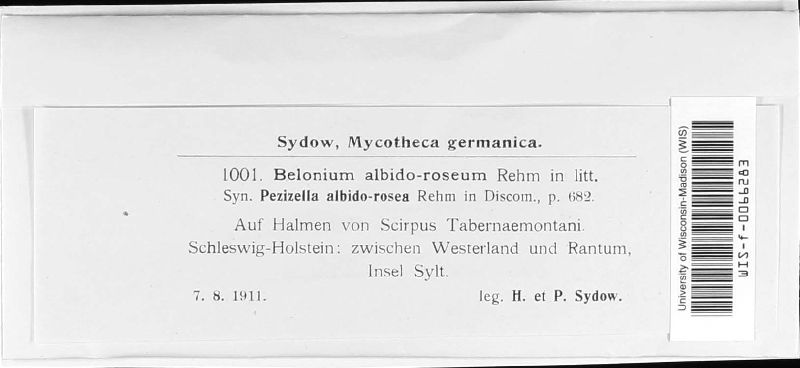 Sydow, Mycotheca germanica.
1001. Belonium albido-roseum Rehm in litt.
Syn. Pezizella albido-rosea Rehm in Discom., p. 682.
Auf Halmen von Scirpus Tabernaemontani.
Schleswig-Holstein: zwischen Westerland und Rantum,
Insel Sylt.
7. 8. 1911. leg. H. et P. Sydow.
University of Wisconsin-Madison (WIS)
WIS-f-0066283